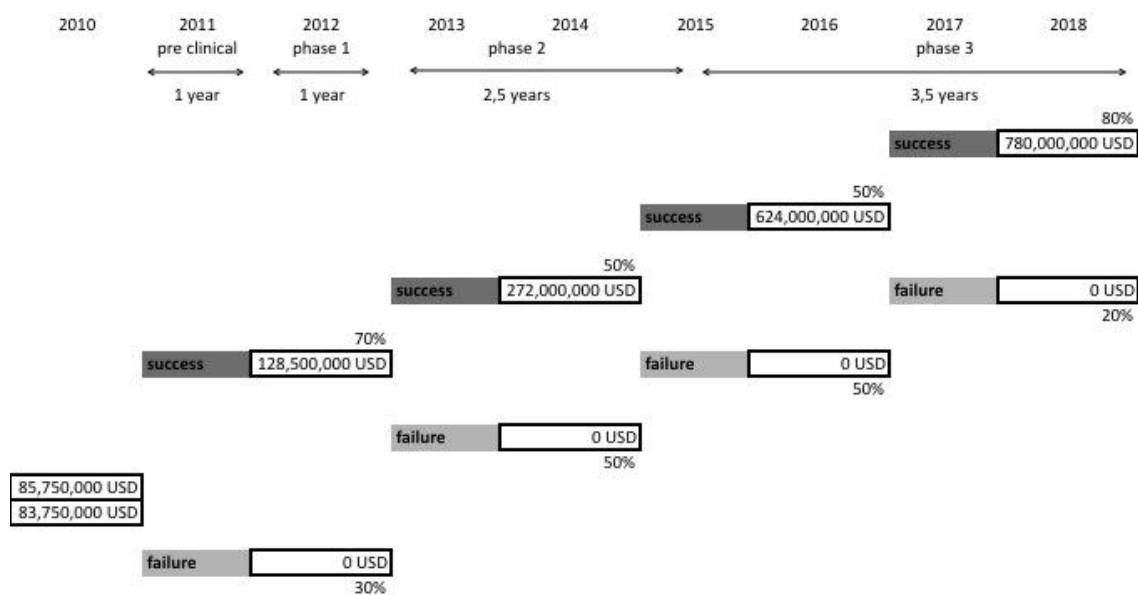 2010 2011 2012 2013 2014 2015 2016 2017 2018
pre clinical phase 1 phase 2 phase 3
1 year 1 year 2,5 years 3,5 years
80%
success 780,000,000 USD
50%
success 624,000,000 USD
50%
success 272,000,000 USD failure 0 USD
20%
70%
success 128,500,000 USD failure 0 USD
50%
failure 0 USD
50%
85,750,000 USD
83,750,000 USD
failure 0 USD
30%